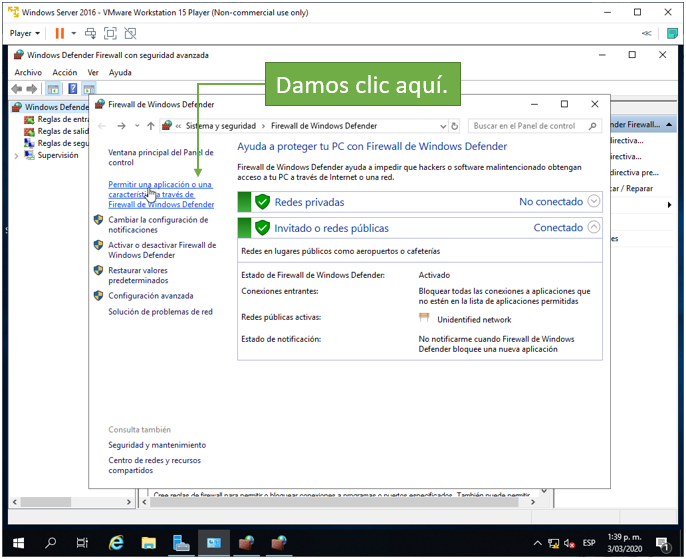 Windows Server 2016 - VMware Workstation 15 Player (Non-commercial use only)
Player
Windows Defender Firewall con seguridad avanzada
Archivo Acción Ver Ayuda
Damos clic aquí.
Windows Defende
Reglas de entra
Reglas de salid
Reglas de segu
Supervisión
Firewall de Windows Defender
Sistema y seguridad Firewall de Windows Defender
Buscar en el Panel de control
Ventana principal del Panel de
control
Permitir una aplicación o una
característica a través de
Firewall de Windows Defender
Cambiar la configuración de
notificaciones
Activar o desactivar Firewall de
Windows Defender
Restaurar valores
predeterminados
Configuración avanzada
Solución de problemas de red
Consulta también
Seguridad y mantenimiento
Centro de redes y recursos
compartidos
Ayuda a proteger tu PC con Firewall de Windows Defender
Firewall de Windows Defender ayuda a impedir que hackers o software malintencionado obtengan
acceso a tu PC a través de Internet o una red.
Redes privadas No conectado
Invitado o redes públicas Conectado
Redes en lugares públicos como aeropuertos o cafeterías
Estado de Firewall de Windows Defender: Activado
Conexiones entrantes: Bloquear todas las conexiones a aplicaciones que
no estén en la lista de aplicaciones permitidas
Redes públicas activas: Unidentified network
Estado de notificación: No notificarme cuando Firewall de Windows
Defender bloquee una nueva aplicación
nder Firewall...
directiva...
irectiva...
directiva pre...
car / Reparar
es
Cree reglas de firewall para permitir o bloquear conexiones a programas o puertos especificados. También puede permitir
ESP
1:39 p. m.
3/03/2020
1